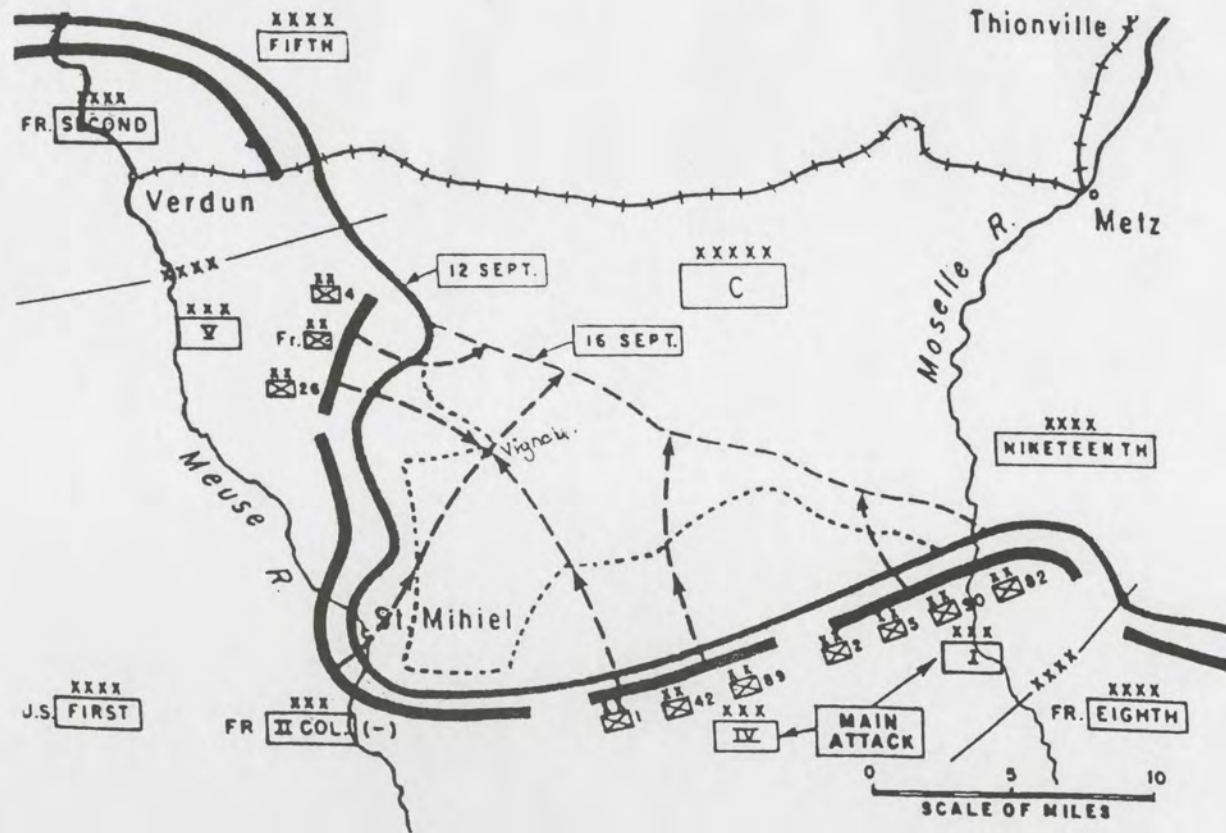 XXXX
FIFTH
Thionville
XXXX
FR. SECOND
Verdun
Metz
Moselle R.
XXXX
12 SEPT.
XXXXX
C
XX
4
XXX
V
Fr. XX
16 SEPT.
XX
26
XXXX
NINETEENTH
Meuse R
St. Mihiel
XX
82
XX
90
XX
5
XX
2
XXX
I
XX
89
XX
42
1
XXXX
J.S. FIRST
XXX
FR II COL. (-)
XXX
IV
MAIN
ATTACK
XXXX
XXXX
FR. EIGHTH
0 5 10
SCALE OF MILES